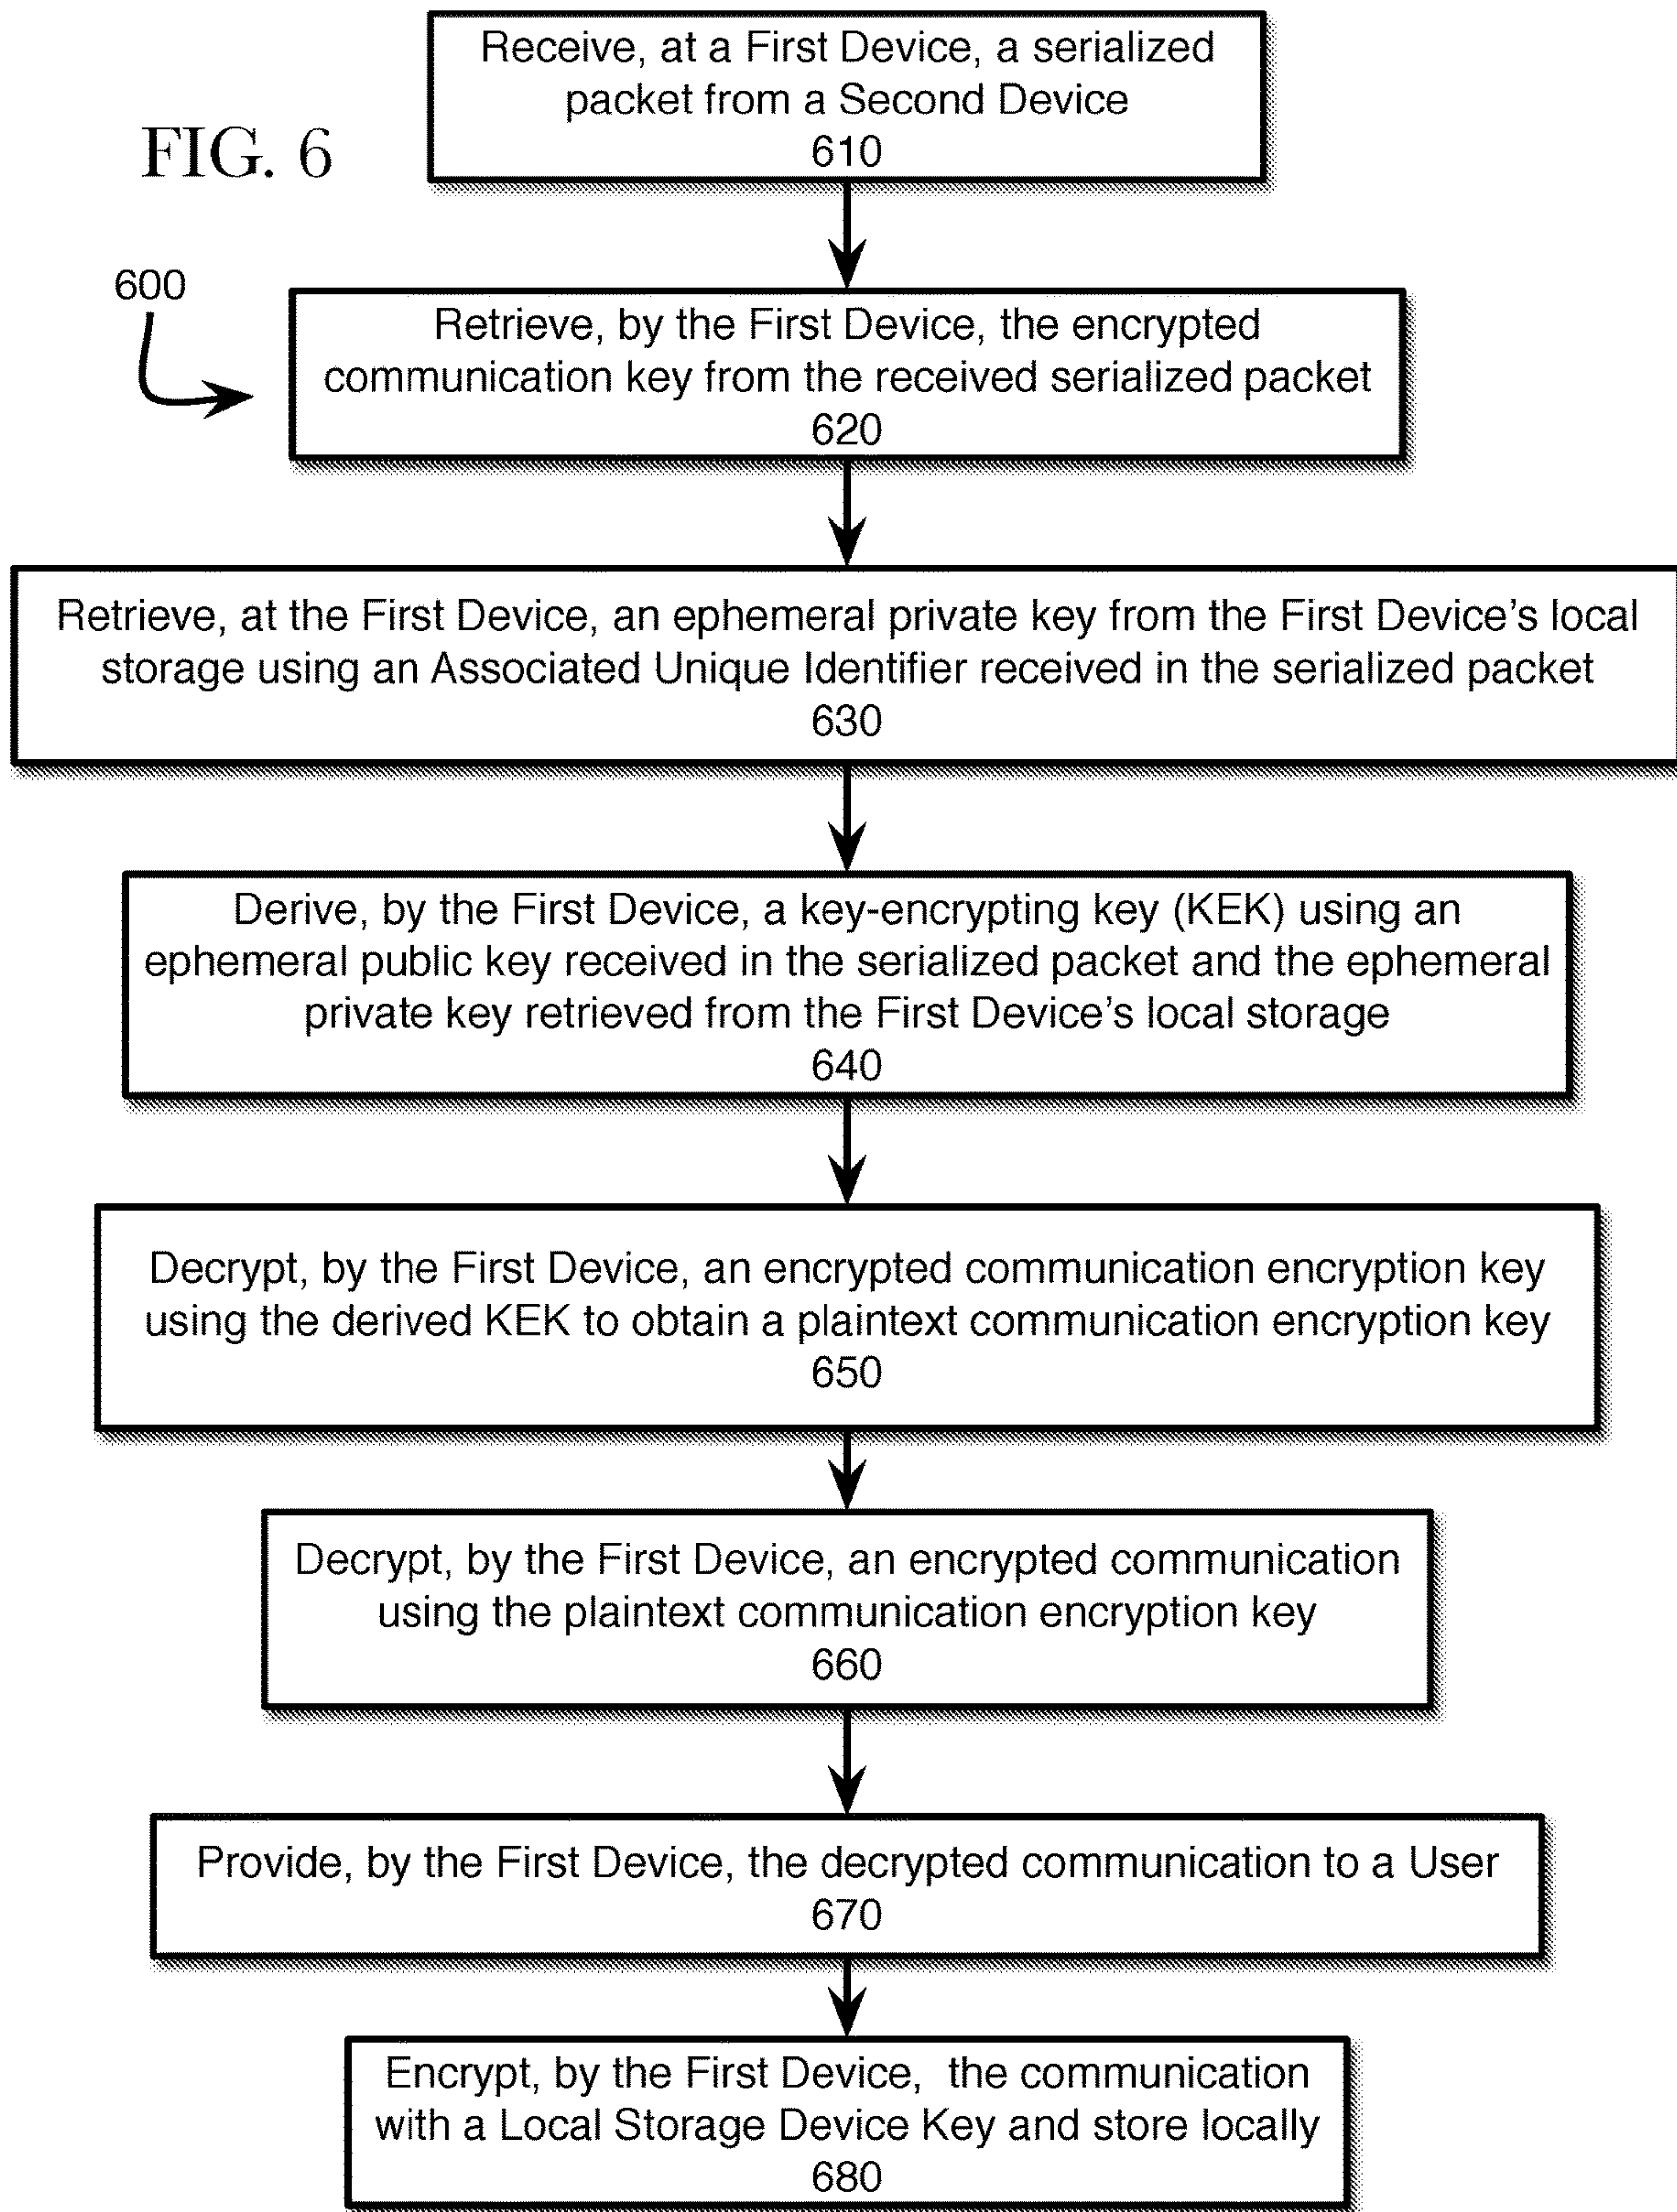 Receive, at a First Device, a serialized
packet from a Second Device
610
FIG. 6
600
Retrieve, by the First Device, the encrypted
communication key from the received serialized packet
620
Retrieve, at the First Device, an ephemeral private key from the First Device's local
storage using an Associated Unique Identifier received in the serialized packet
630
Derive, by the First Device, a key-encrypting key (KEK) using an
ephemeral public key received in the serialized packet and the ephemeral
private key retrieved from the First Device's local storage
640
Decrypt, by the First Device, an encrypted communication encryption key
using the derived KEK to obtain a plaintext communication encryption key
650
Decrypt, by the First Device, an encrypted communication
using the plaintext communication encryption key
660
Provide, by the First Device, the decrypted communication to a User
670
Encrypt, by the First Device, the communication
with a Local Storage Device Key and store locally
680